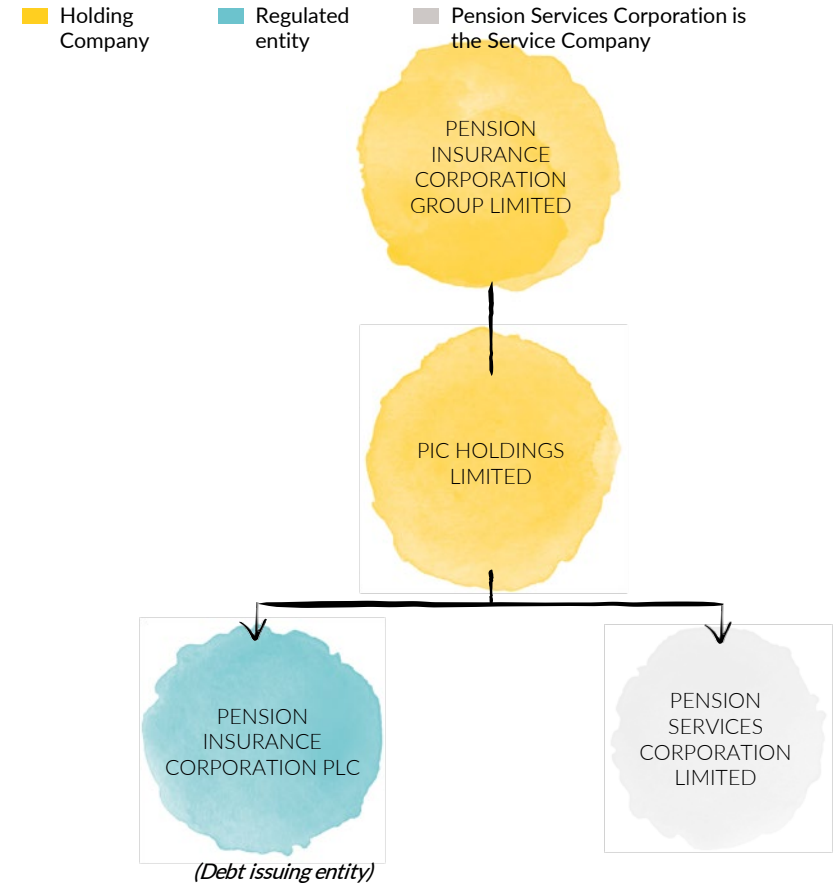 Holding
Company
Regulated
entity
Pension Services Corporation is
the Service Company
PENSION
INSURANCE
CORPORATION
GROUP LIMITED
PIC HOLDINGS
LIMITED
PENSION
INSURANCE
CORPORATION PLC
(Debt issuing entity)
PENSION
SERVICES
CORPORATION
LIMITED